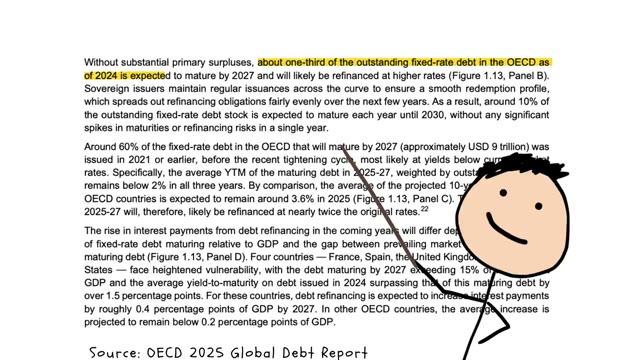 Without substantial primary surpluses, about one-third of the outstanding fixed-rate debt in the OECD as
of 2024 is expected to mature by 2027 and will likely be refinanced at higher rates (Figure 1.13, Panel B).
Sovereign issuers maintain regular issuances across the curve to ensure a smooth redemption profile,
which spreads out refinancing obligations fairly evenly over the next few years. As a result, around 10% of
the outstanding fixed-rate debt stock is expected to mature each year until 2030, without any significant
spikes in maturities or refinancing risks in a single year.
Around 60% of the fixed-rate debt in the OECD that will mature by 2027 (approximately USD 9 trillion) was
issued in 2021 or earlier, before the recent tightening cycle, most likely at yields below
rates. Specifically, the average YTM of the maturing debt in 2025-27, weighted by
remains below 2% in all three years. By comparison, the average of the projected
OECD countries is expected to remain around 3.6% in 2025 (Figure 1.13, Panel C).
2025-27 will, therefore, likely be refinanced at nearly twice the original rates.22
The rise in interest payments from debt refinancing in the coming years will differ
of fixed-rate debt maturing relative to GDP and the gap between prevailing market
maturing debt (Figure 1.13, Panel D). Four countries — France, Spain, the United
States — face heightened vulnerability, with the debt maturing by 2027 exceeding 15% of
GDP and the average yield-to-maturity on debt issued in 2024 surpassing that of this maturing debt by
over 1.5 percentage points. For these countries, debt refinancing is expected to increase interest payments
by roughly 0.4 percentage points of GDP by 2027. In other OECD countries, the average increase is
projected to remain below 0.2 percentage points of GDP.
Source: OECD 2025 Global Debt Report